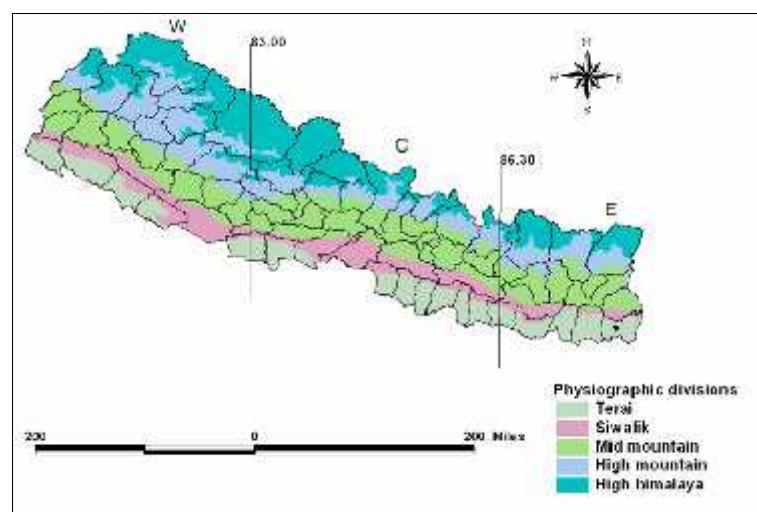 W
83.00
N
W E
S
C
86.30
E
Physiographic divisions
Terai
Siwalik
Mid mountain
High mountain
High himalaya
200 0 200 Miles